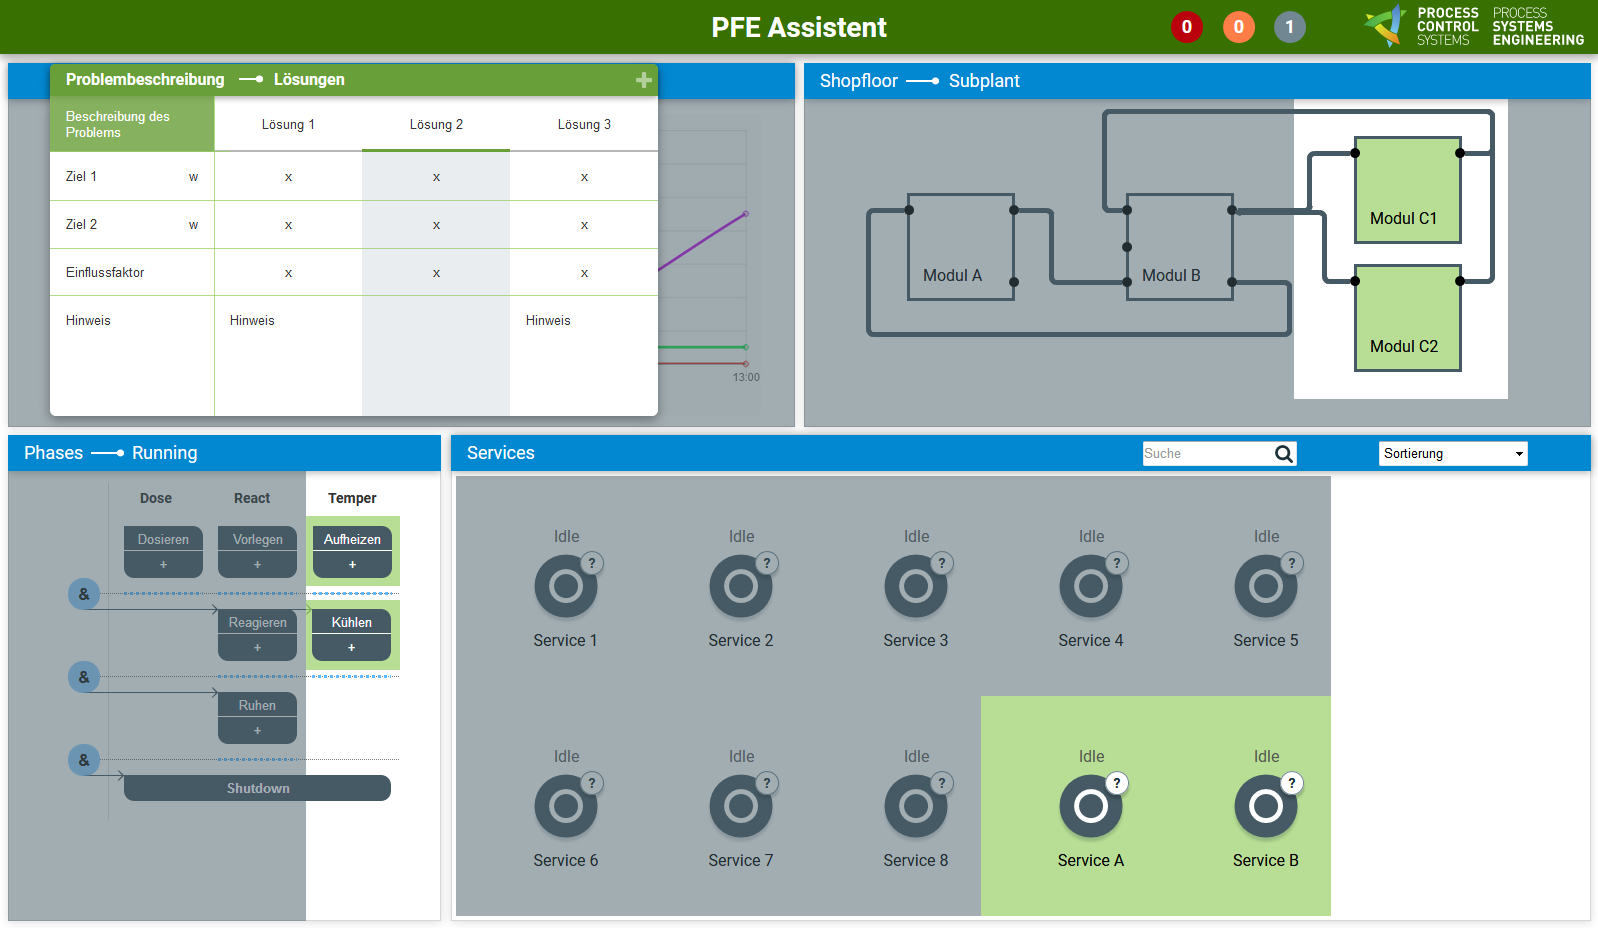 PFE Assistent
0 0 1
PROCESS CONTROL SYSTEMS
PROCESS SYSTEMS ENGINEERING
Problembeschreibung Lösungen +
Beschreibung des Problems Lösung 1 Lösung 2 Lösung 3
Ziel 1 w x x x
Ziel 2 w x x x
Einflussfaktor x x x
Hinweis Hinweis Hinweis
13:00
Shopfloor Subplant
Modul A
Modul B
Modul C1
Modul C2
Phases Running
Dose React Temper
Dosieren Vorlegen Aufheizen
+ + +
&
Reagieren Kühlen
+ +
&
Ruhen
+
&
Shutdown
Services Suche Sortierung
Idle Idle Idle Idle Idle
? ? ? ? ?
Service 1 Service 2 Service 3 Service 4 Service 5
Idle Idle Idle Idle Idle
? ? ? ? ?
Service 6 Service 7 Service 8 Service A Service B